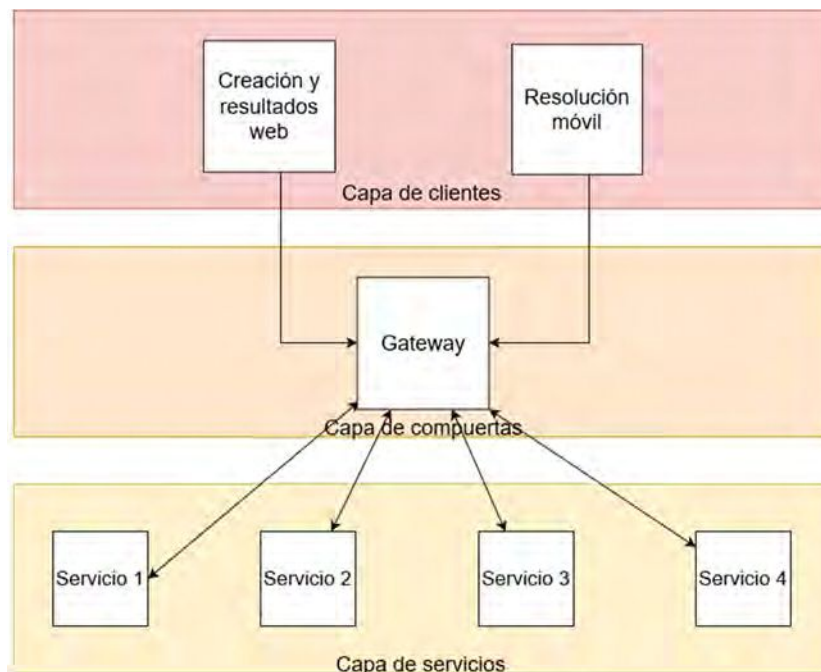 Creación y
resultados
web
Resolución
móvil
Capa de clientes
Gateway
Capa de compuertas
Servicio 1
Servicio 2
Servicio 3
Servicio 4
Capa de servicios